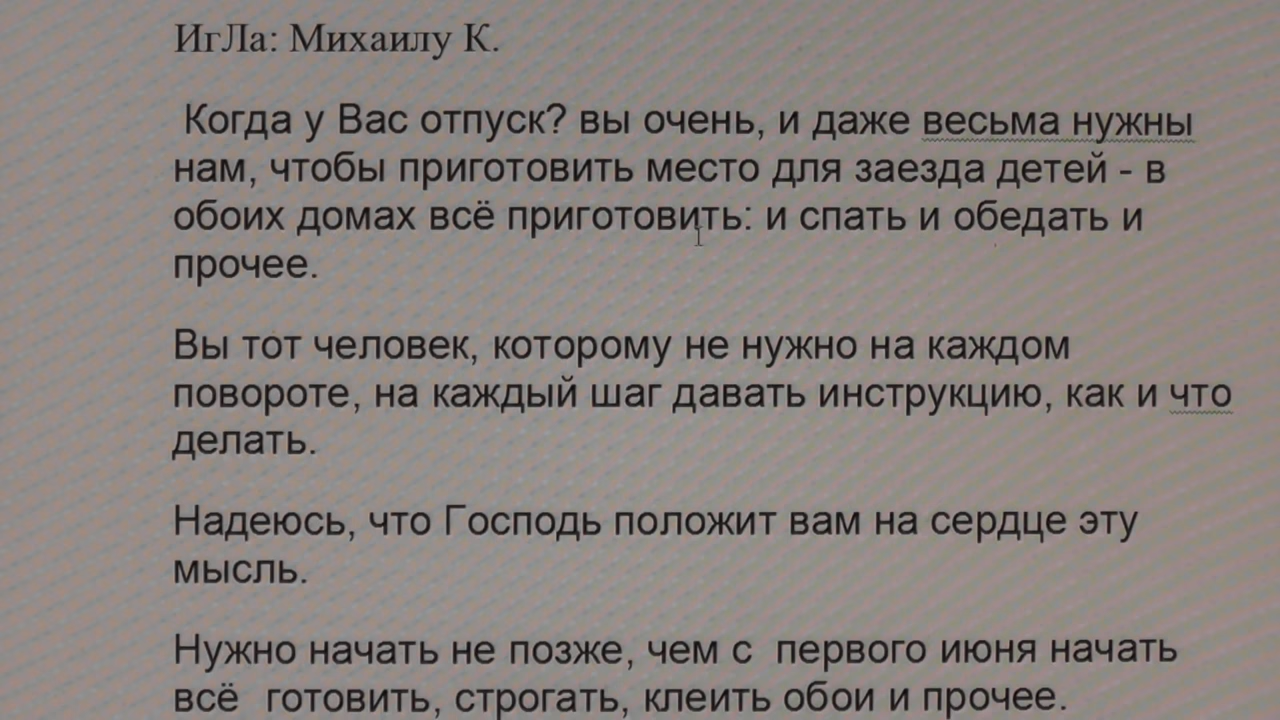 ИгЛа: Михаилу К.
Когда у Вас отпуск? вы очень, и даже весьма нужны
нам, чтобы приготовить место для заезда детей - в
обоих домах всё приготовить: и спать и обедать и
прочее.
Вы тот человек, которому не нужно на каждом
повороте, на каждый шаг давать инструкцию, как и что
делать.
Надеюсь, что Господь положит вам на сердце эту
мысль.
Нужно начать не позже, чем с  первого июня начать
всё  готовить, строгать, клеить обои и прочее.